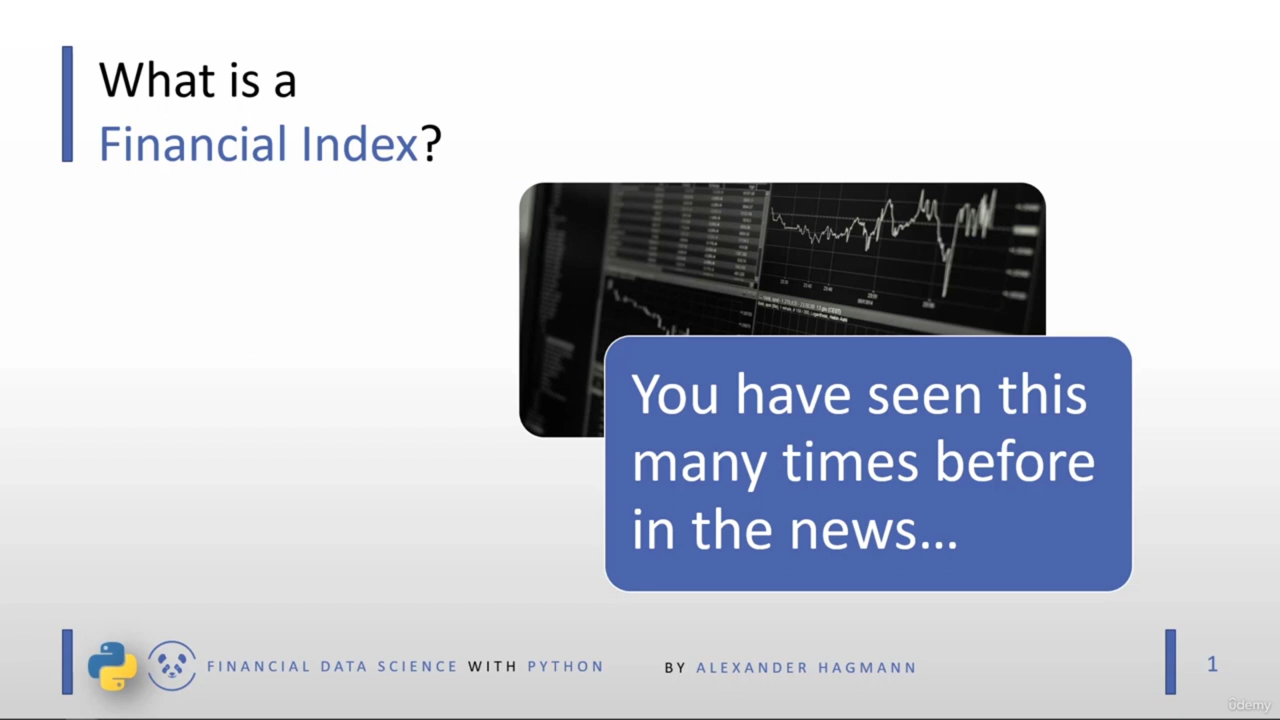 What is a
Financial Index?
You have seen this
many times before
in the news...
FINANCIAL DATA SCIENCE WITH PYTHON
BY ALEXANDER HAGMANN
1
ûdemy